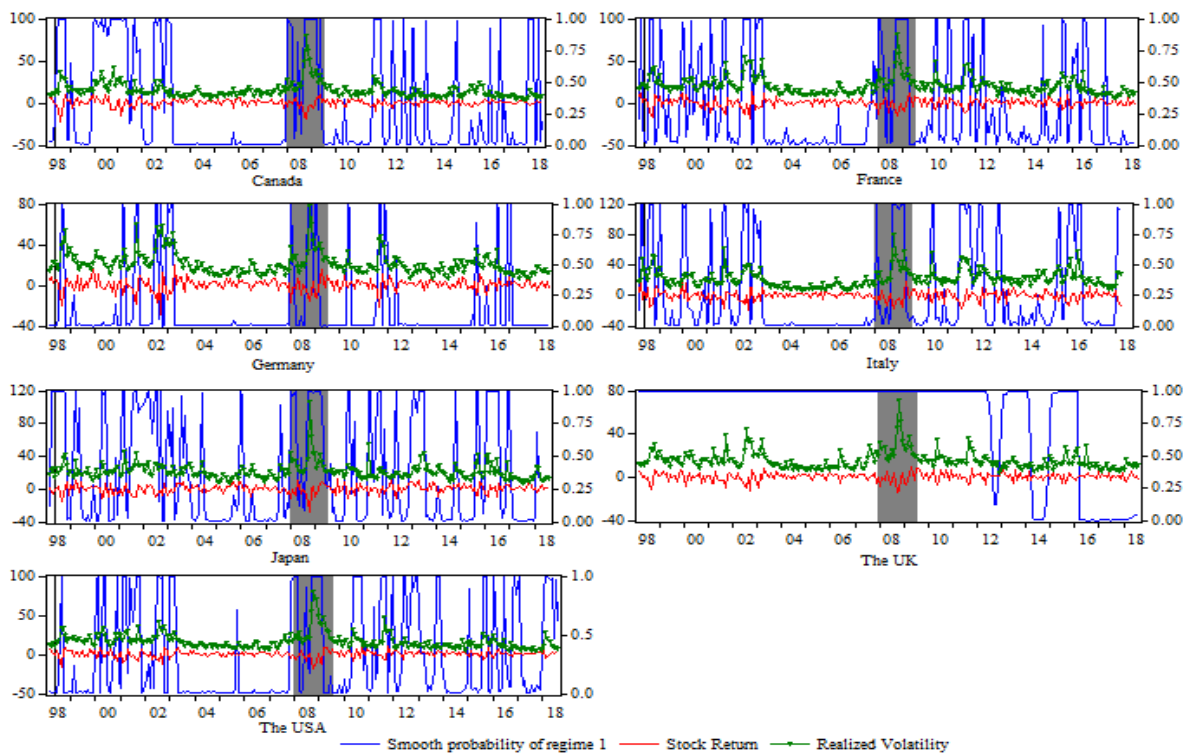 100 1.00 100 1.00
0.75 0.75
50 50
0.50 0.50
0 0
0.25 0.25
-50 0.00 -50 0.00
98 00 02 04 06 08 10 12 14 16 18 98 00 02 04 06 08 10 12 14 16 18
Canada France
80 1.00 120 1.00
0.75 80 0.75
40
0.50 40 0.50
0
0.25 0 0.25
-40 0.00 -40 0.00
98 00 02 04 06 08 10 12 14 16 18 98 00 02 04 06 08 10 12 14 16 18
Germany Italy
120 1.00 80 1.00
80 0.75 0.75
40
40 0.50 0.50
0
0 0.25 0.25
-40 0.00 -40 0.00
98 00 02 04 06 08 10 12 14 16 18 98 00 02 04 06 08 10 12 14 16 18
Japan The UK
100 1.0
50
0.5
0
-50 0.0
98 00 02 04 06 08 10 12 14 16 18
The USA
Smooth probability of regime 1 Stock Return Realized Volatility